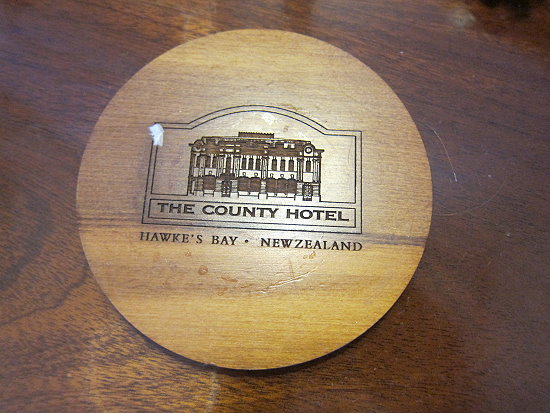 THE COUNTY HOTEL
HAWKE'S BAY • NEWZEALAND